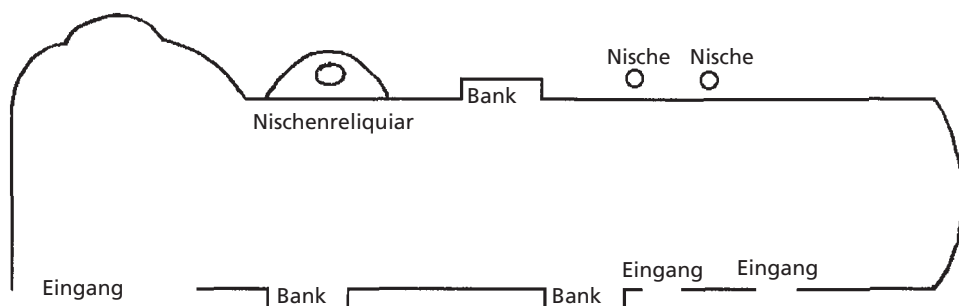 Nische Nische
Bank
Nischenreliquiar
Eingang Eingang
Eingang
Bank Bank